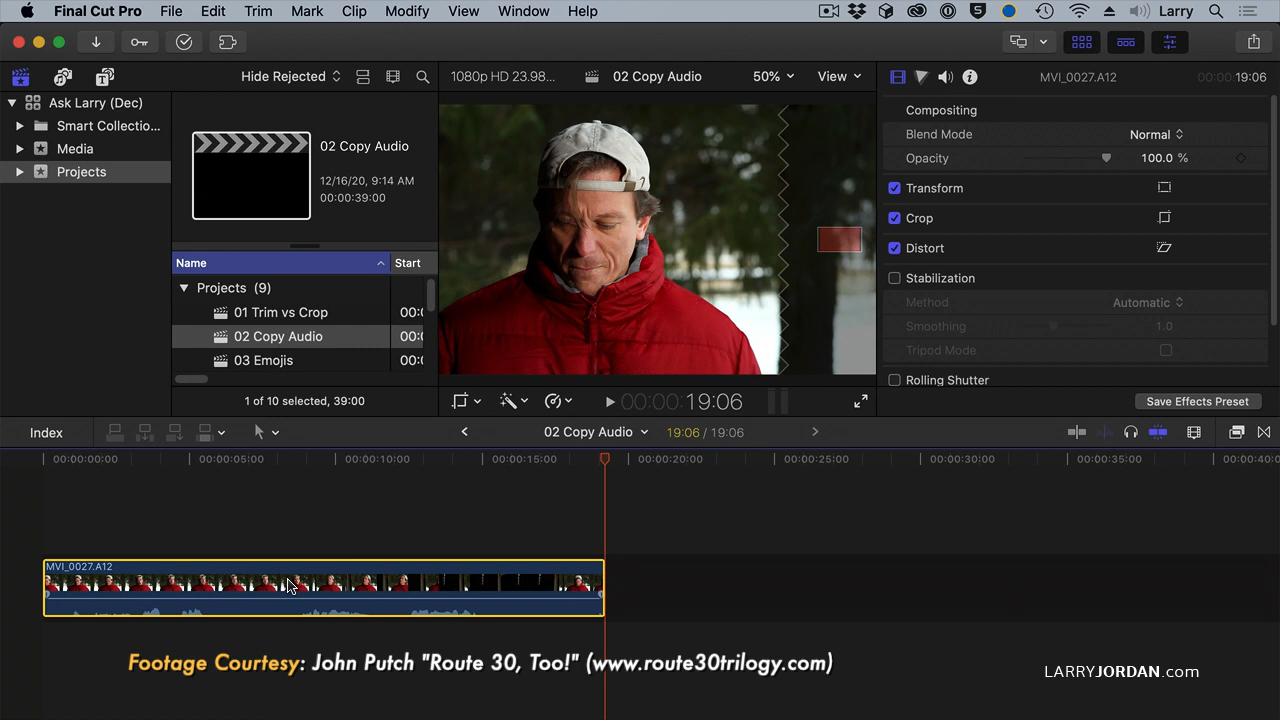 Final Cut Pro File Edit Trim Mark Clip Modify View Window Help Larry
Hide Rejected
1080p HD 23.98... 02 Copy Audio 50% View
MVI_0027.A12 00:00:00:19:06
Ask Larry (Dec)
Smart Collectio...
Media
Projects
02 Copy Audio
12/16/20, 9:14 AM
00:00:39:00
Name Start
Projects (9)
01 Trim vs Crop 00:(
02 Copy Audio 00:(
03 Emojis 00:(
1 of 10 selected, 39:00
00:00:00:19:06
Compositing
Blend Mode Normal
Opacity 100.0 %
Transform
Crop
Distort
Stabilization
Method Automatic
Smoothing 1.0
Tripod Mode
Rolling Shutter
Save Effects Preset
Index 02 Copy Audio 19:06 / 19:06
00:00:00:00 00:00:05:00 00:00:10:00 00:00:15:00 00:00:20:00 00:00:25:00 00:00:30:00 00:00:35:00 00:00:40:0
MVI_0027.A12
Footage Courtesy: John Putch "Route 30, Too!" (www.route30trilogy.com)
LARRYJORDAN.com